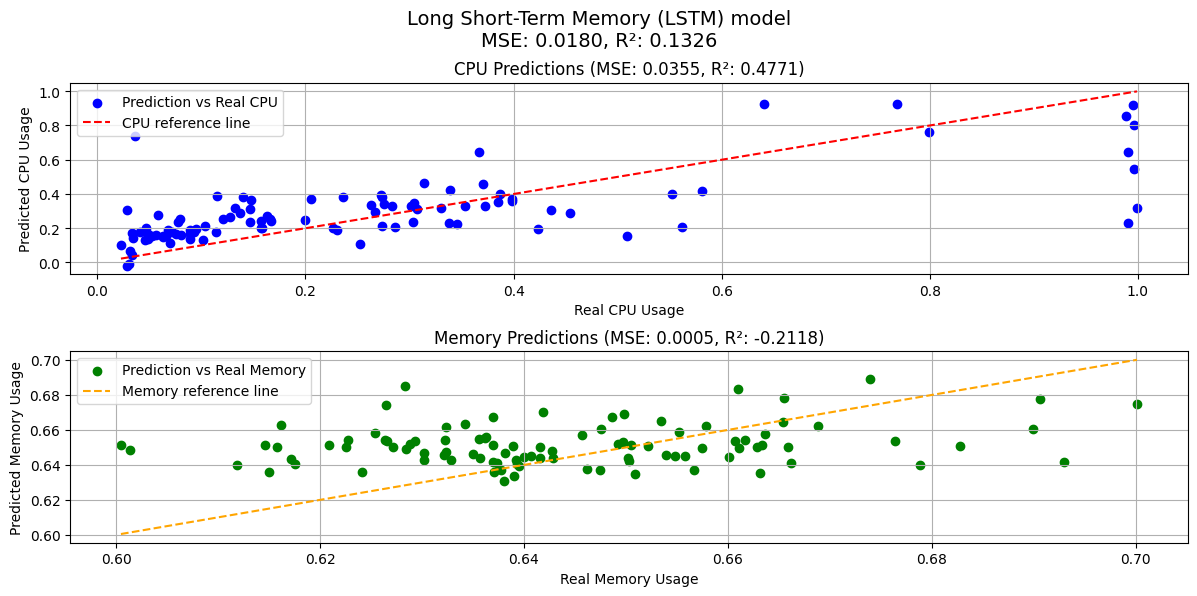 Long Short-Term Memory (LSTM) model
MSE: 0.0180, R²: 0.1326
CPU Predictions (MSE: 0.0355, R²: 0.4771)
Prediction vs Real CPU
CPU reference line
Predicted CPU Usage
1.0
0.8
0.6
0.4
0.2
0.0
0.0 0.2 0.4 0.6 0.8 1.0
Real CPU Usage
Memory Predictions (MSE: 0.0005, R²: -0.2118)
Prediction vs Real Memory
Memory reference line
Predicted Memory Usage
0.70
0.68
0.66
0.64
0.62
0.60
0.60 0.62 0.64 0.66 0.68 0.70
Real Memory Usage